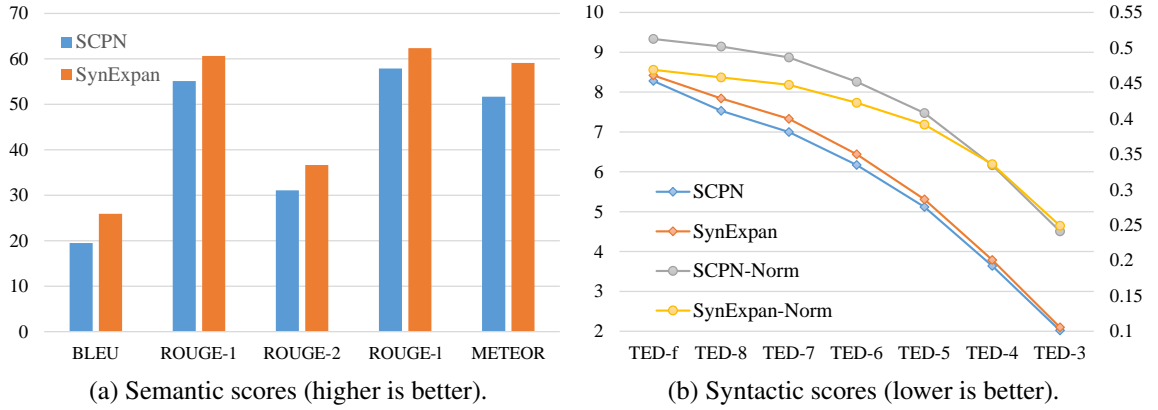 70
60
50
40
30
20
10
0
SCPN
SynExpan
BLEU ROUGE-1 ROUGE-2 ROUGE-l METEOR
(a) Semantic scores (higher is better).
10
9
8
7
6
5
4
3
2
0.55
0.5
0.45
0.4
0.35
0.3
0.25
0.2
0.15
0.1
SCPN
SynExpan
SCPN-Norm
SynExpan-Norm
TED-f TED-8 TED-7 TED-6 TED-5 TED-4 TED-3
(b) Syntactic scores (lower is better).